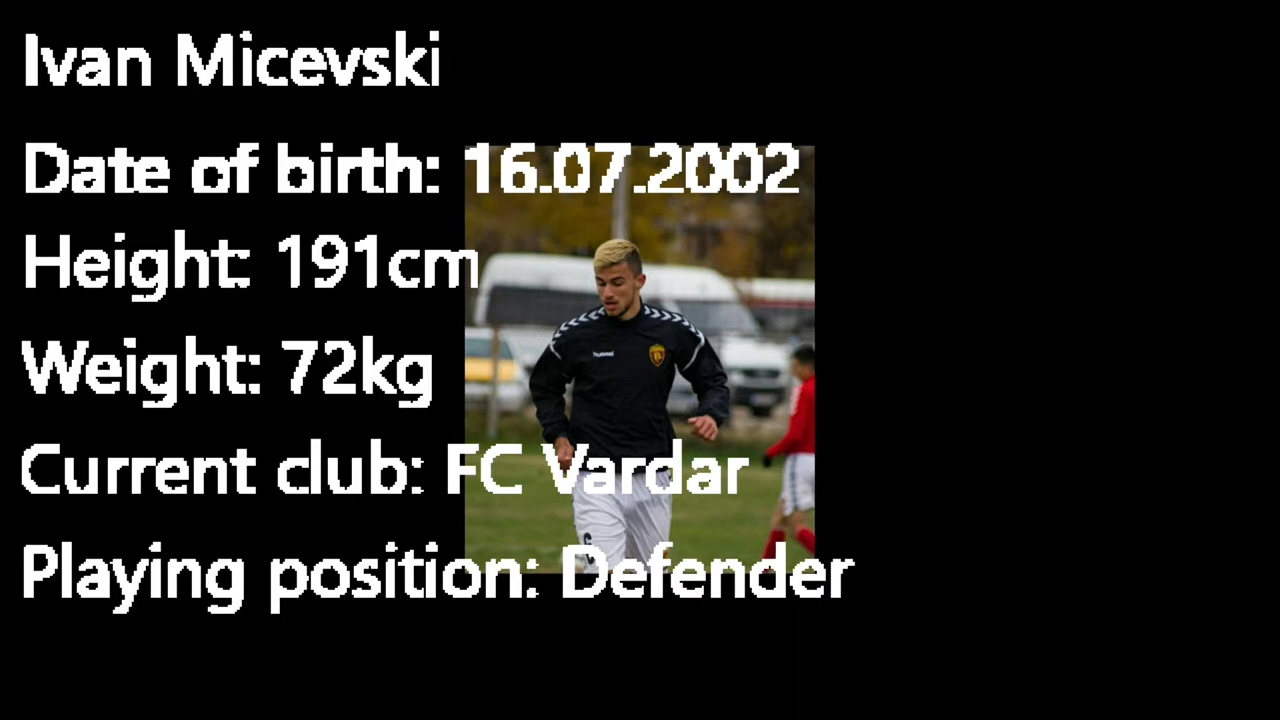 Ivan Micevski
Date of birth: 16.07.2002
Height: 191cm
Weight: 72kg
Current club: FC Vardar
Playing position: Defender
hummel